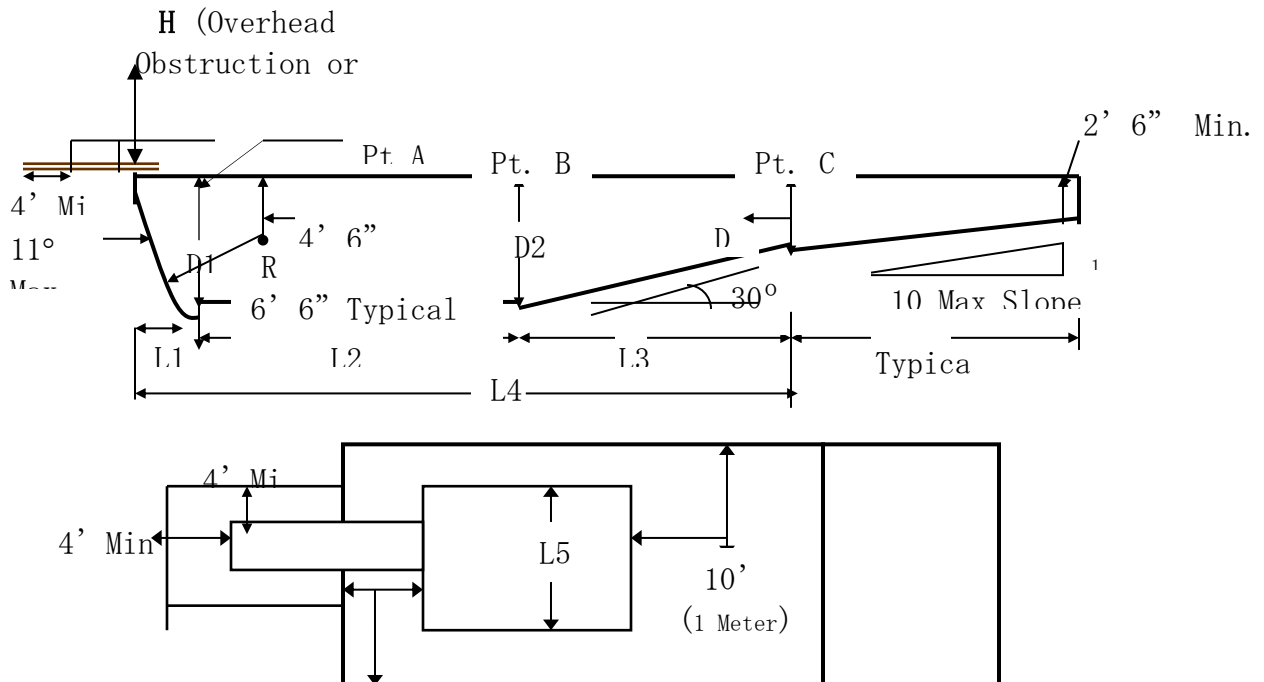 H (Overhead
Obstruction or
2’ 6” Min.
Pt. A
Pt. B
Pt. C
4’ Mi
11°
4’ 6”
D1
R
D2
D
1
6’ 6” Typical
30°
10 Max Slope
L1
L2
L3
Typica
L4
4’ Mi
4’ Min
L5
10’
(1 Meter)